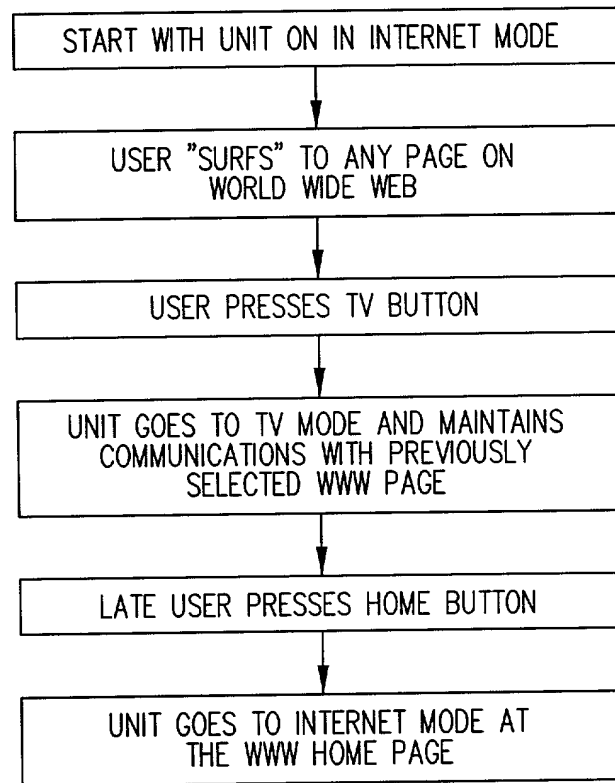 START WITH UNIT ON IN INTERNET MODE
USER "SURFS" TO ANY PAGE ON
WORLD WIDE WEB
USER PRESSES TV BUTTON
UNIT GOES TO TV MODE AND MAINTAINS
COMMUNICATIONS WITH PREVIOUSLY
SELECTED WWW PAGE
LATE USER PRESSES HOME BUTTON
UNIT GOES TO INTERNET MODE AT
THE WWW HOME PAGE